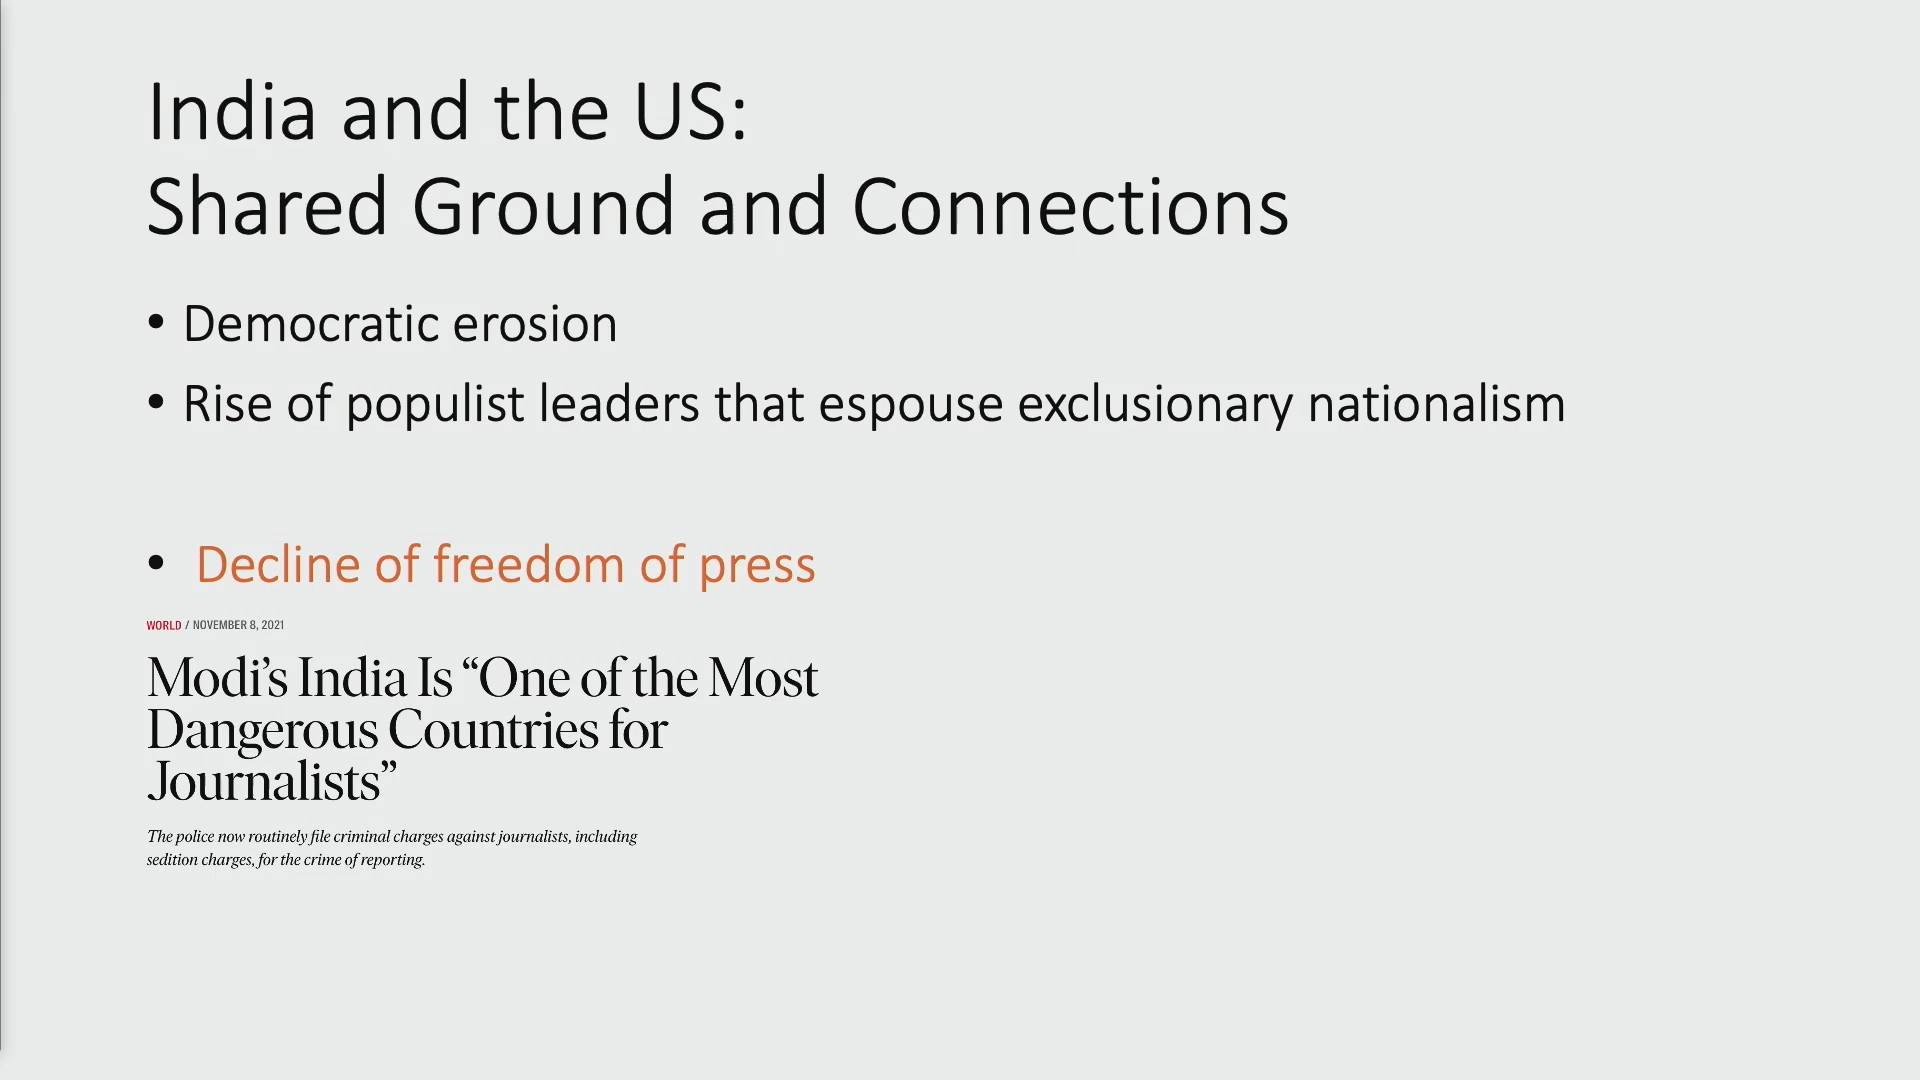 India and the US:
Shared Ground and Connections
• Democratic erosion
• Rise of populist leaders that espouse exclusionary nationalism
• Decline of freedom of press
WORLD / NOVEMBER 8, 2021
Modi’s India Is “One of the Most
Dangerous Countries for
Journalists”
The police now routinely file criminal charges against journalists, including
sedition charges, for the crime of reporting.